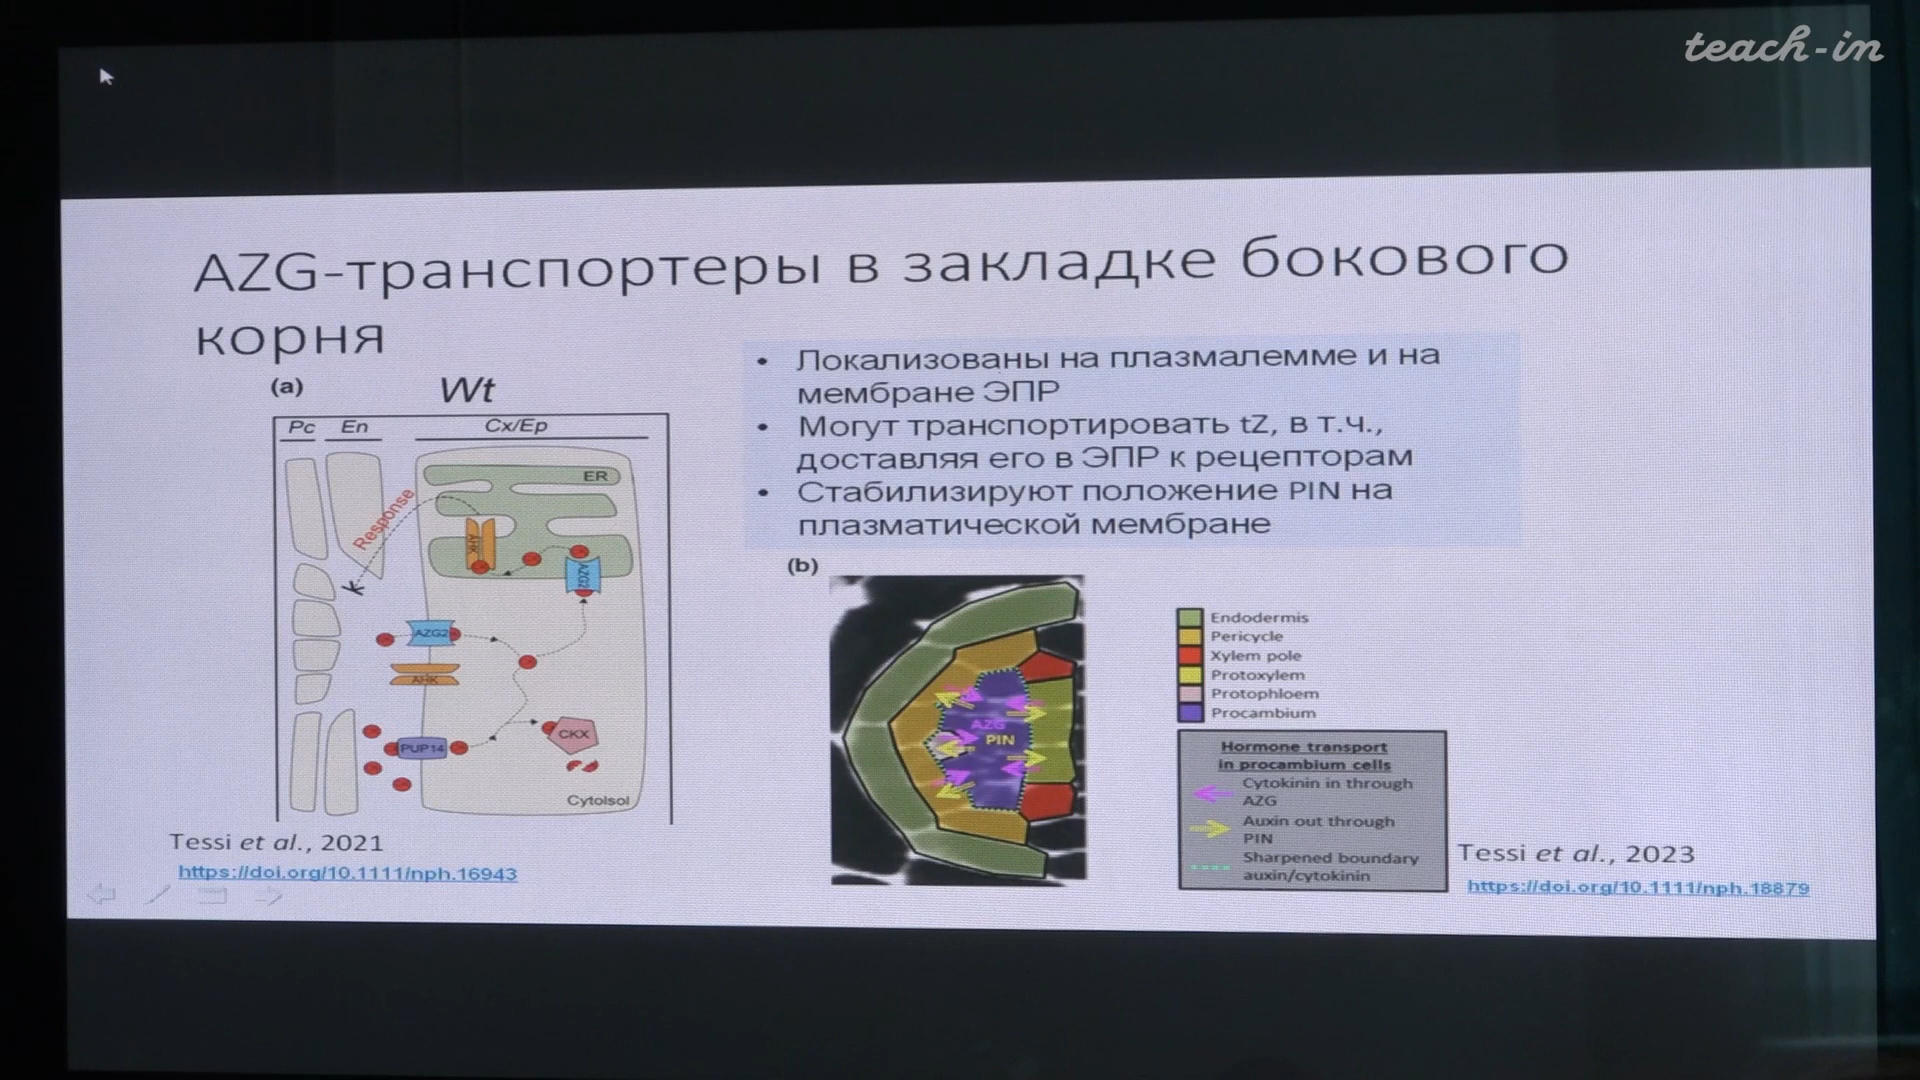 teach-in
AZG-транспортеры в закладке бокового
корня
(a)
Wt
Pc
En
Cx/Ep
ER
Response
AHK
AZG2
AZG2
AHK
PUP14
CKX
Cytolsol
Tessi et al., 2021
https://doi.org/10.1111/nph.16943
• Локализованы на плазмалемме и на
мембране ЭПР
• Могут транспортировать tZ, в т.ч.,
доставляя его в ЭПР к рецепторам
• Стабилизируют положение PIN на
плазматической мембране
(b)
AZG
PIN
Endodermis
Pericycle
Xylem pole
Protoxylem
Protophloem
Procambium
Hormone transport
in procambium cells
Cytokinin in through
AZG
Auxin out through
PIN
Sharpened boundary
auxin/cytokinin
Tessi et al., 2023
https://doi.org/10.1111/nph.18879